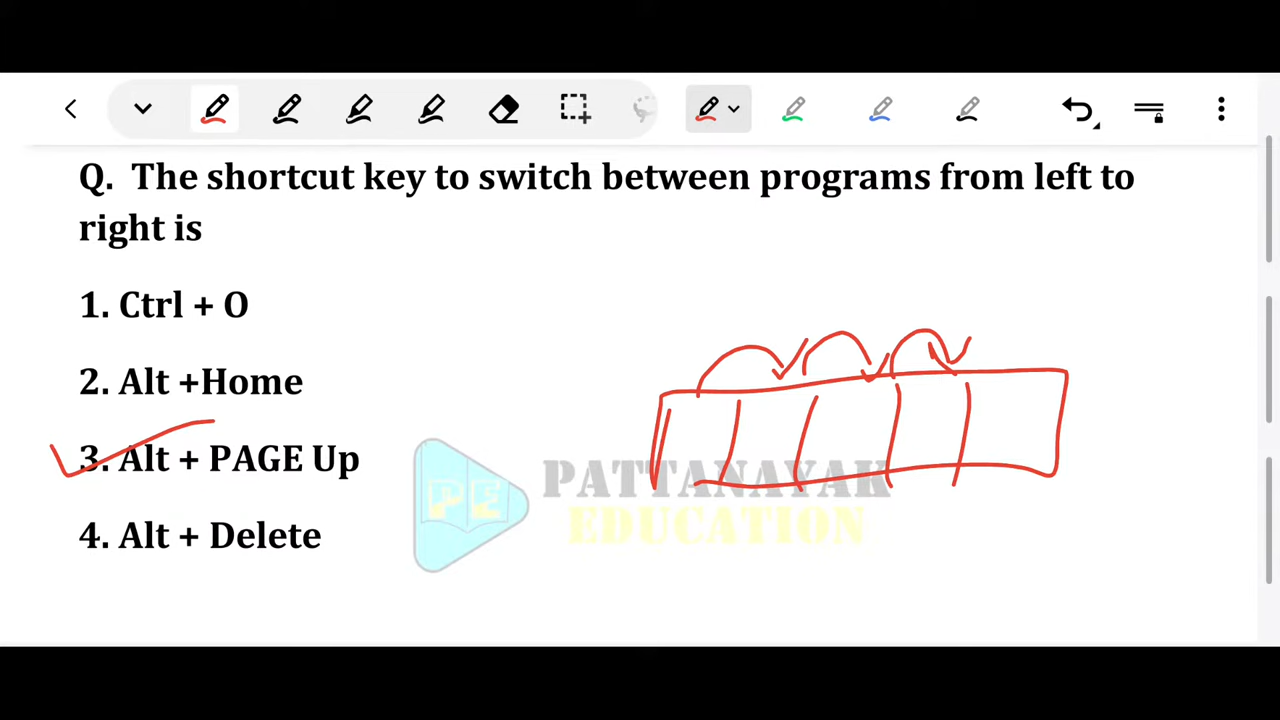 Q. The shortcut key to switch between programs from left to
right is
1. Ctrl + O
2. Alt +Home
3. Alt + PAGE Up
4. Alt + Delete
PE
PATTANAYAK
EDUCATION